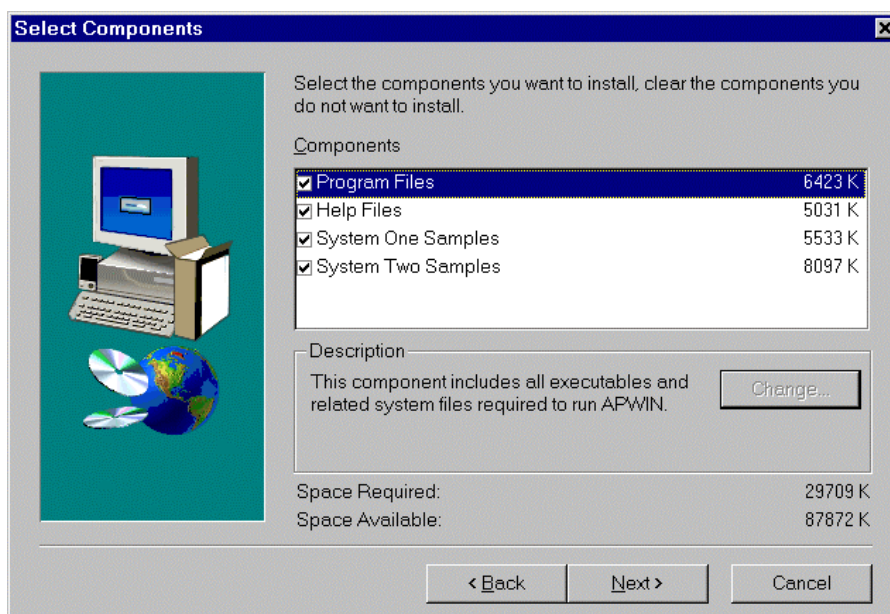 Select Components
Select the components you want to install, clear the components you
do not want to install.
Components
Program Files 6423 K
Help Files 5031 K
System One Samples 5533 K
System Two Samples 8097 K
Description
This component includes all executables and
related system files required to run APWIN.
Change...
Space Required: 29709 K
Space Available: 87872 K
< Back Next > Cancel